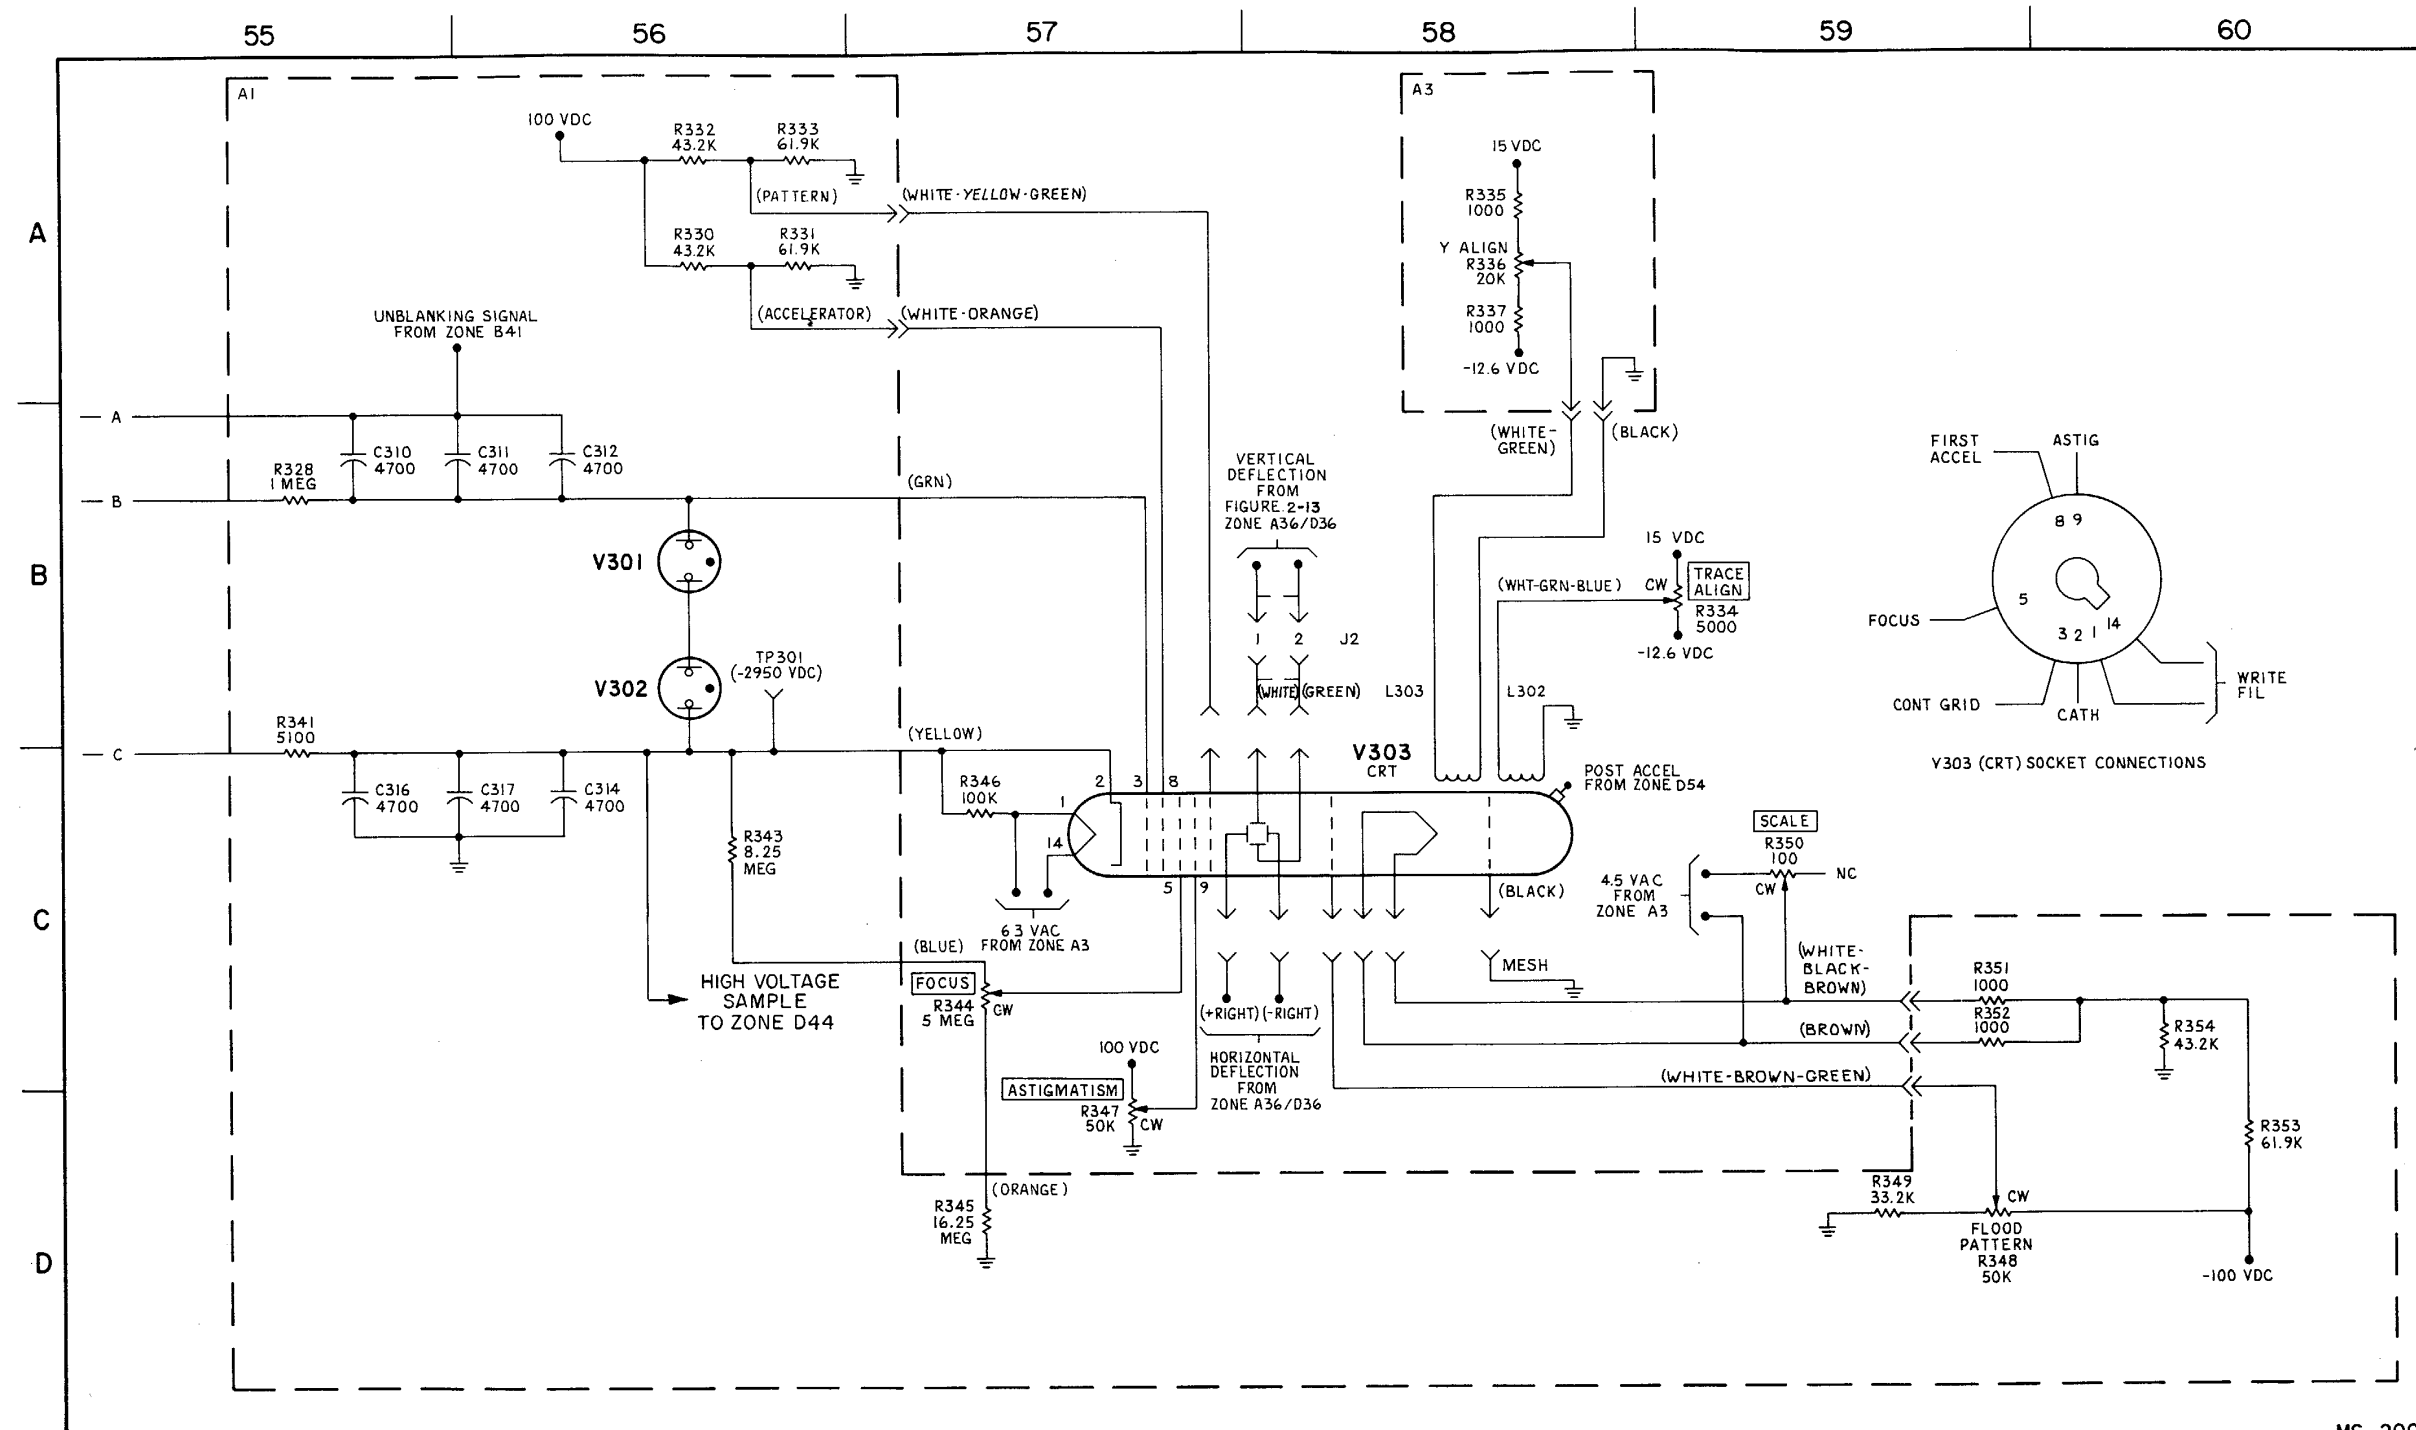 55 56 57 58 59 60
A
B
C
D
A1
100 VDC
R332
43.2K
R333
61.9K
(PATTERN)
(WHITE-YELLOW-GREEN)
R330
43.2K
R331
61.9K
(ACCELERATOR)
(WHITE-ORANGE)
UNBLANKING SIGNAL
FROM ZONE B41
A
C310
4700
C311
4700
C312
4700
R328
1 MEG
B
(GRN)
V301
V302
TP301
(-2950 VDC)
R341
5100
C
(YELLOW)
C316
4700
C317
4700
C314
4700
R343
8.25
MEG
HIGH VOLTAGE
SAMPLE
TO ZONE D44
R346
100K
1
14
2
3
8
5
9
6.3 VAC
FROM ZONE A3
(BLUE)
FOCUS
R344
5 MEG
CW
100 VDC
ASTIGMATISM
R347
50K
CW
(ORANGE)
R345
16.25
MEG
VERTICAL
DEFLECTION
FROM
FIGURE 2-13
ZONE A36/D36
1 2 J2
(WHITE) (GREEN)
L303
L302
V303
CRT
(+RIGHT) (-RIGHT)
HORIZONTAL
DEFLECTION
FROM
ZONE A36/D36
A3
15 VDC
R335
1000
Y ALIGN
R336
20K
R337
1000
-12.6 VDC
(WHITE-
GREEN)
(BLACK)
15 VDC
(WHT-GRN-BLUE)
CW
TRACE
ALIGN
R334
5000
-12.6 VDC
POST ACCEL
FROM ZONE D54
(BLACK)
MESH
SCALE
R350
100
NC
CW
4.5 VAC
FROM
ZONE A3
(WHITE-
BLACK-
BROWN)
(BROWN)
(WHITE-BROWN-GREEN)
R351
1000
R352
1000
R354
43.2K
R353
61.9K
R349
33.2K
CW
FLOOD
PATTERN
R348
50K
-100 VDC
FIRST
ACCEL
ASTIG
8 9
5
3 2 1 14
FOCUS
CONT GRID
CATH
WRITE
FIL
V303 (CRT) SOCKET CONNECTIONS